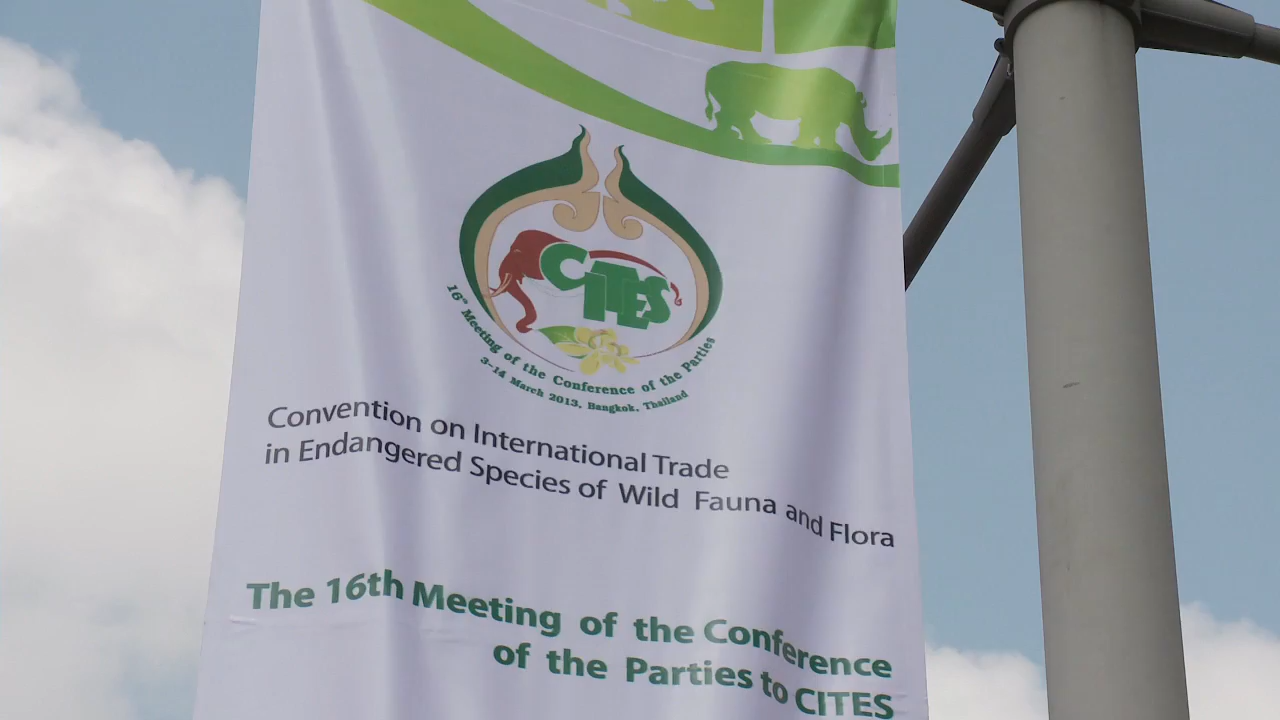 CITES
16th Meeting of the Conference of the Parties
3-14 March 2013, Bangkok, Thailand
Convention on International Trade
in Endangered Species of Wild Fauna and Flora
The 16th Meeting of the Conference
of the Parties to CITES